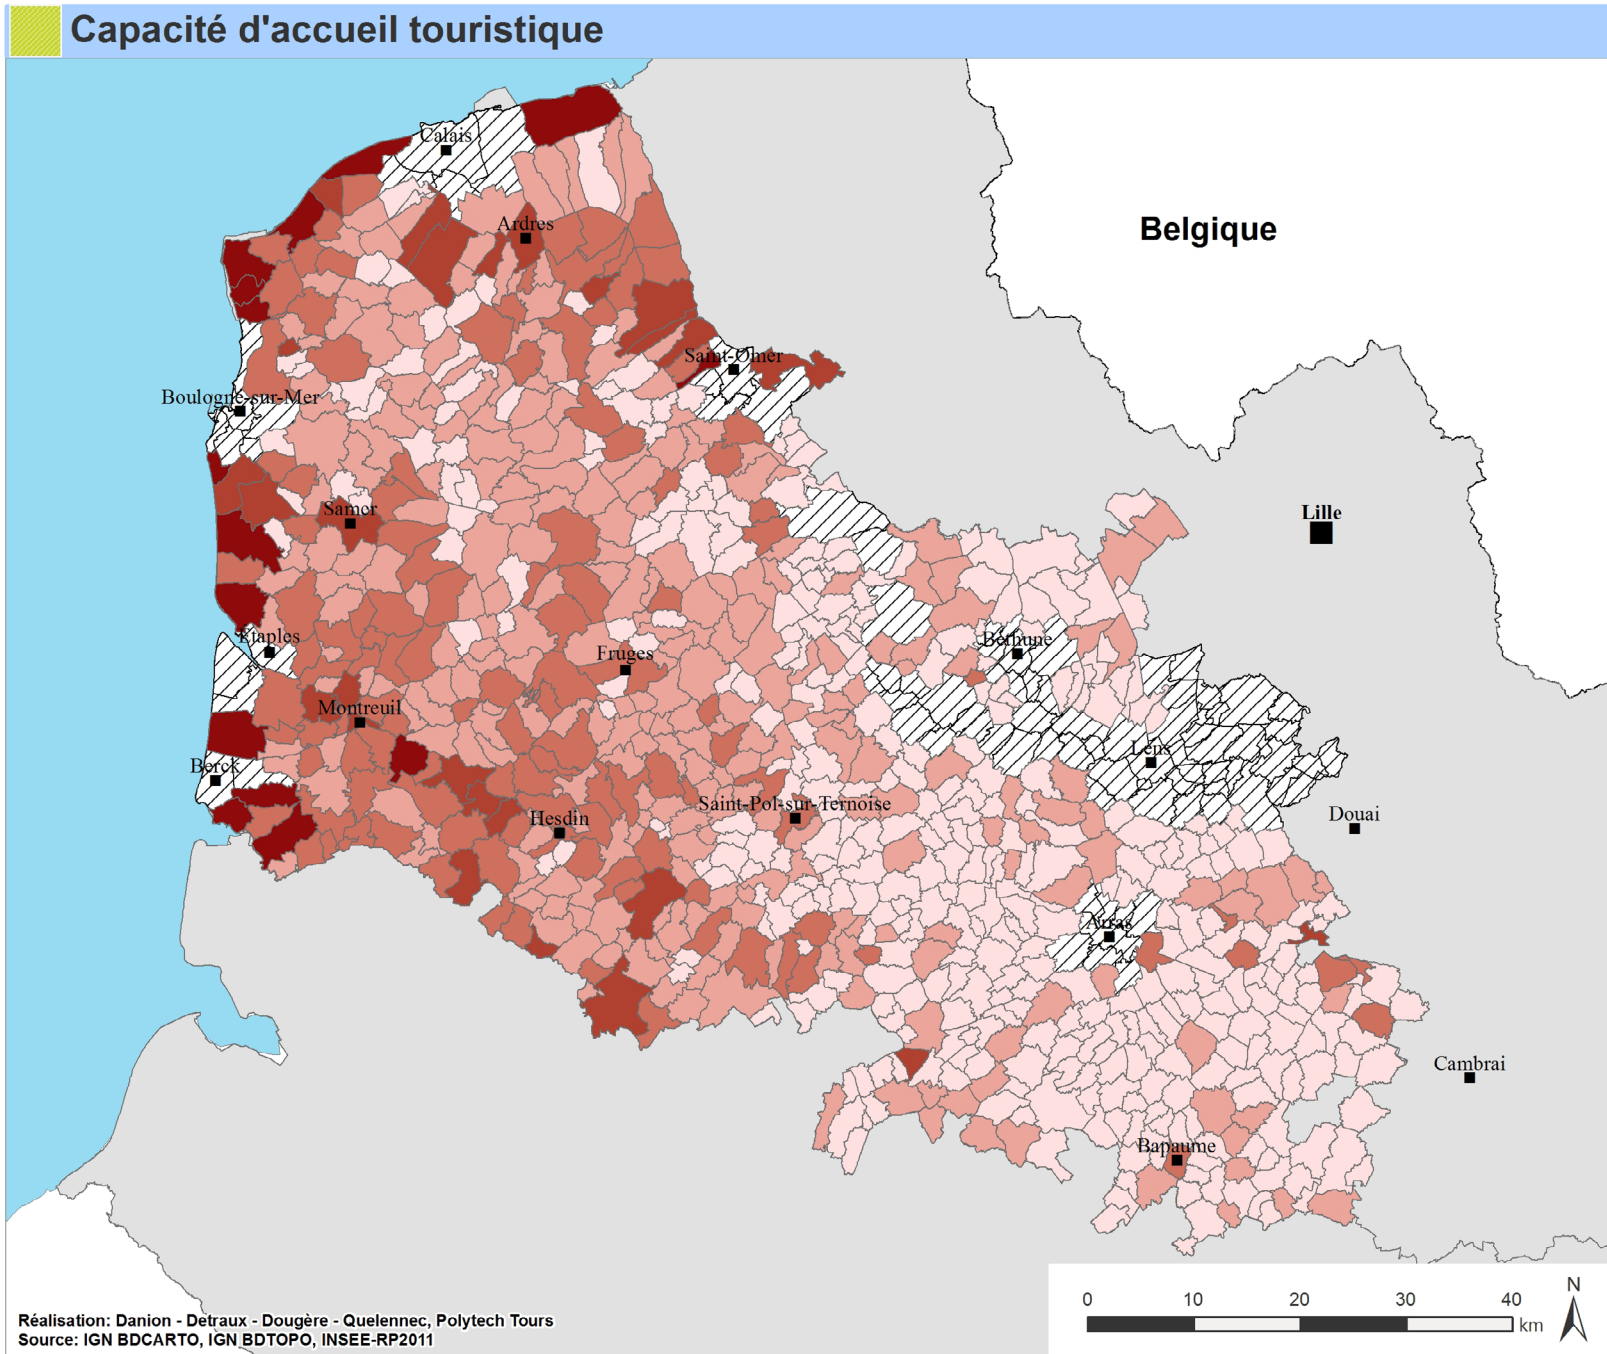 Capacité d'accueil touristique
Calais
Ardres
Belgique
Saint-Omer
Boulogne-sur-Mer
Samer
Lille
Etaples
Béthune
Fruges
Montreuil
Lens
Berck
Saint-Pol-sur-Ternoise
Hesdin
Douai
Arras
Cambrai
Bapaume
0 10 20 30 40
km
N
Réalisation: Danion - Detraux - Dougère - Quelennec, Polytech Tours
Source: IGN BDCARTO, IGN BDTOPO, INSEE-RP2011